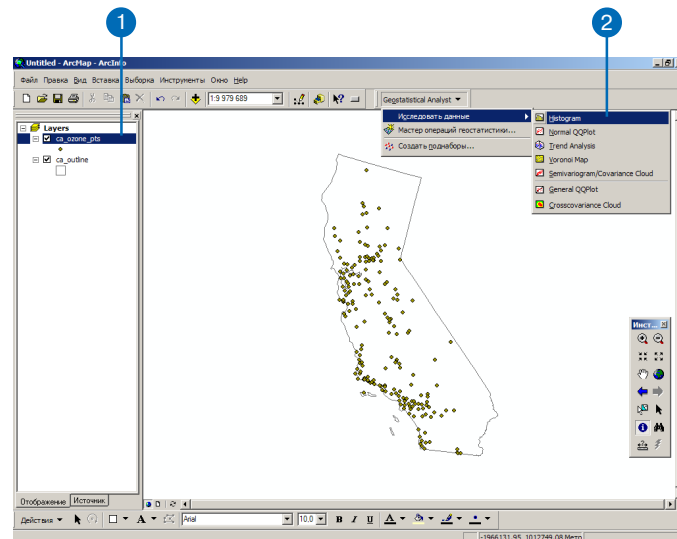 1
2
Untitled - ArcMap - ArcInfo
Файл Правка Вид Вставка Выборка Инструменты Окно Help
1:9 979 689
Geostatistical Analyst
Исследовать данные
Мастер операций геостатистики...
Создать поднаборы...
Histogram
Normal QQPlot
Trend Analysis
Voronoi Map
Semivariogram/Covariance Cloud
General QQPlot
Crosscovariance Cloud
Layers
ca_ozone_pts
ca_outline
Инст...
Отображение Источник
Действия
A
Arial
10,0
B I U A
-1966131,95 1012749,08 Метр